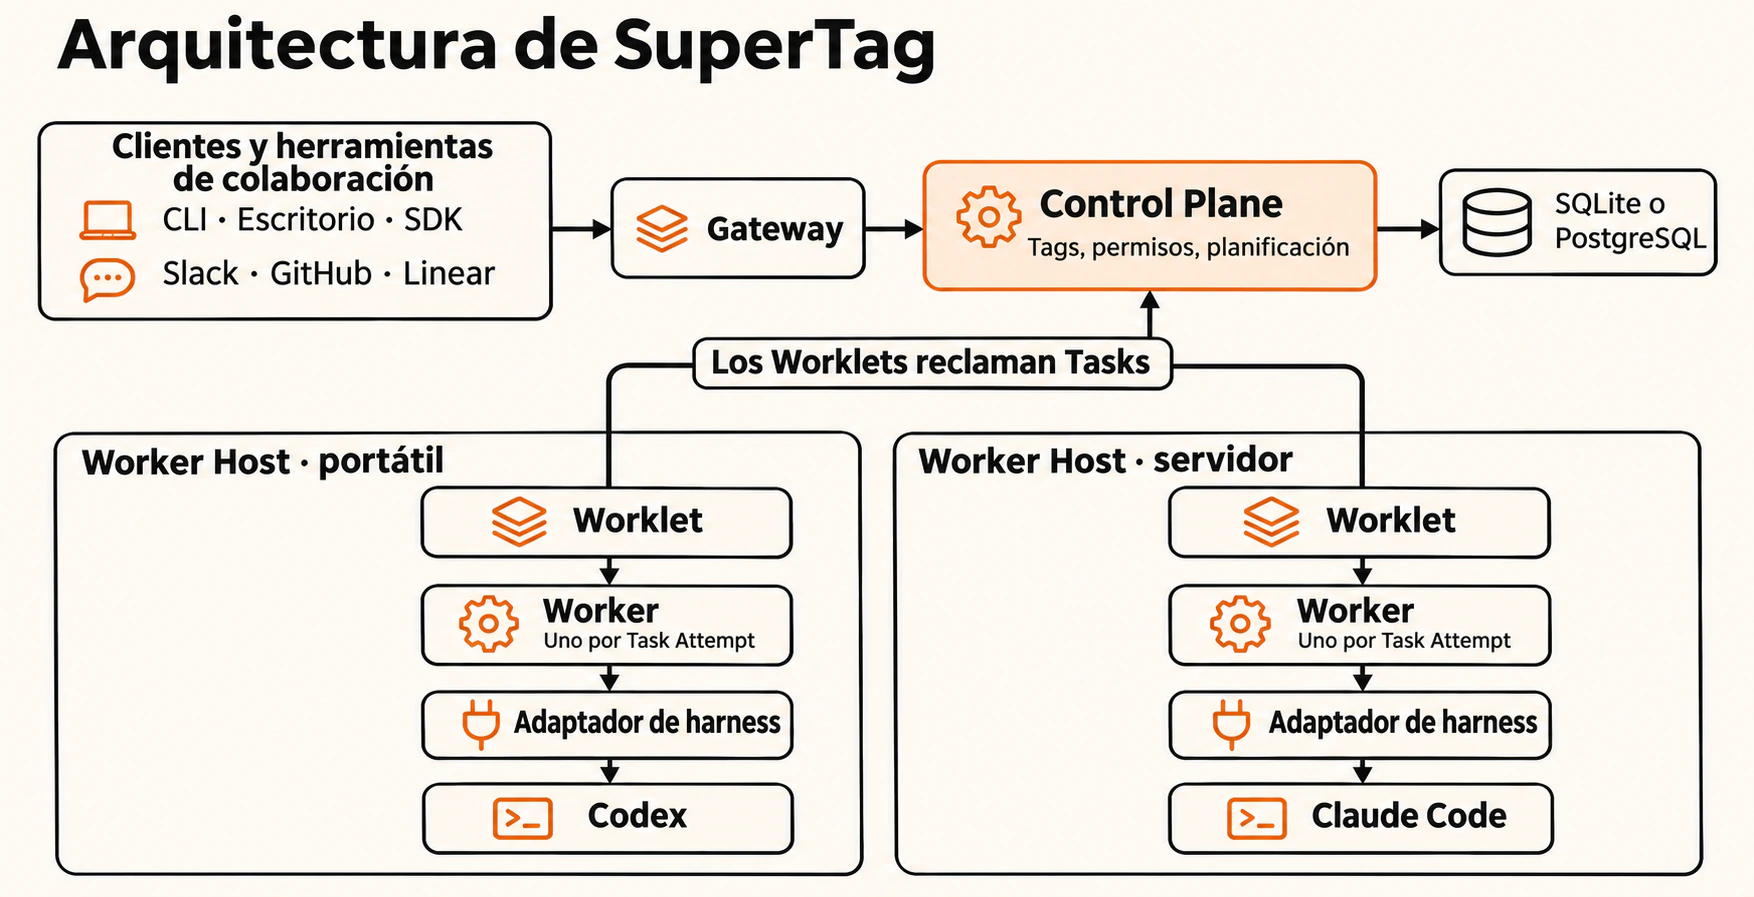 Arquitectura de SuperTag
Clientes y herramientas
de colaboración
CLI · Escritorio · SDK
Slack · GitHub · Linear
Gateway
Control Plane
Tags, permisos, planificación
SQLite o
PostgreSQL
Los Worklets reclaman Tasks
Worker Host · portátil
Worklet
Worker
Uno por Task Attempt
Adaptador de harness
Codex
Worker Host · servidor
Worklet
Worker
Uno por Task Attempt
Adaptador de harness
Claude Code